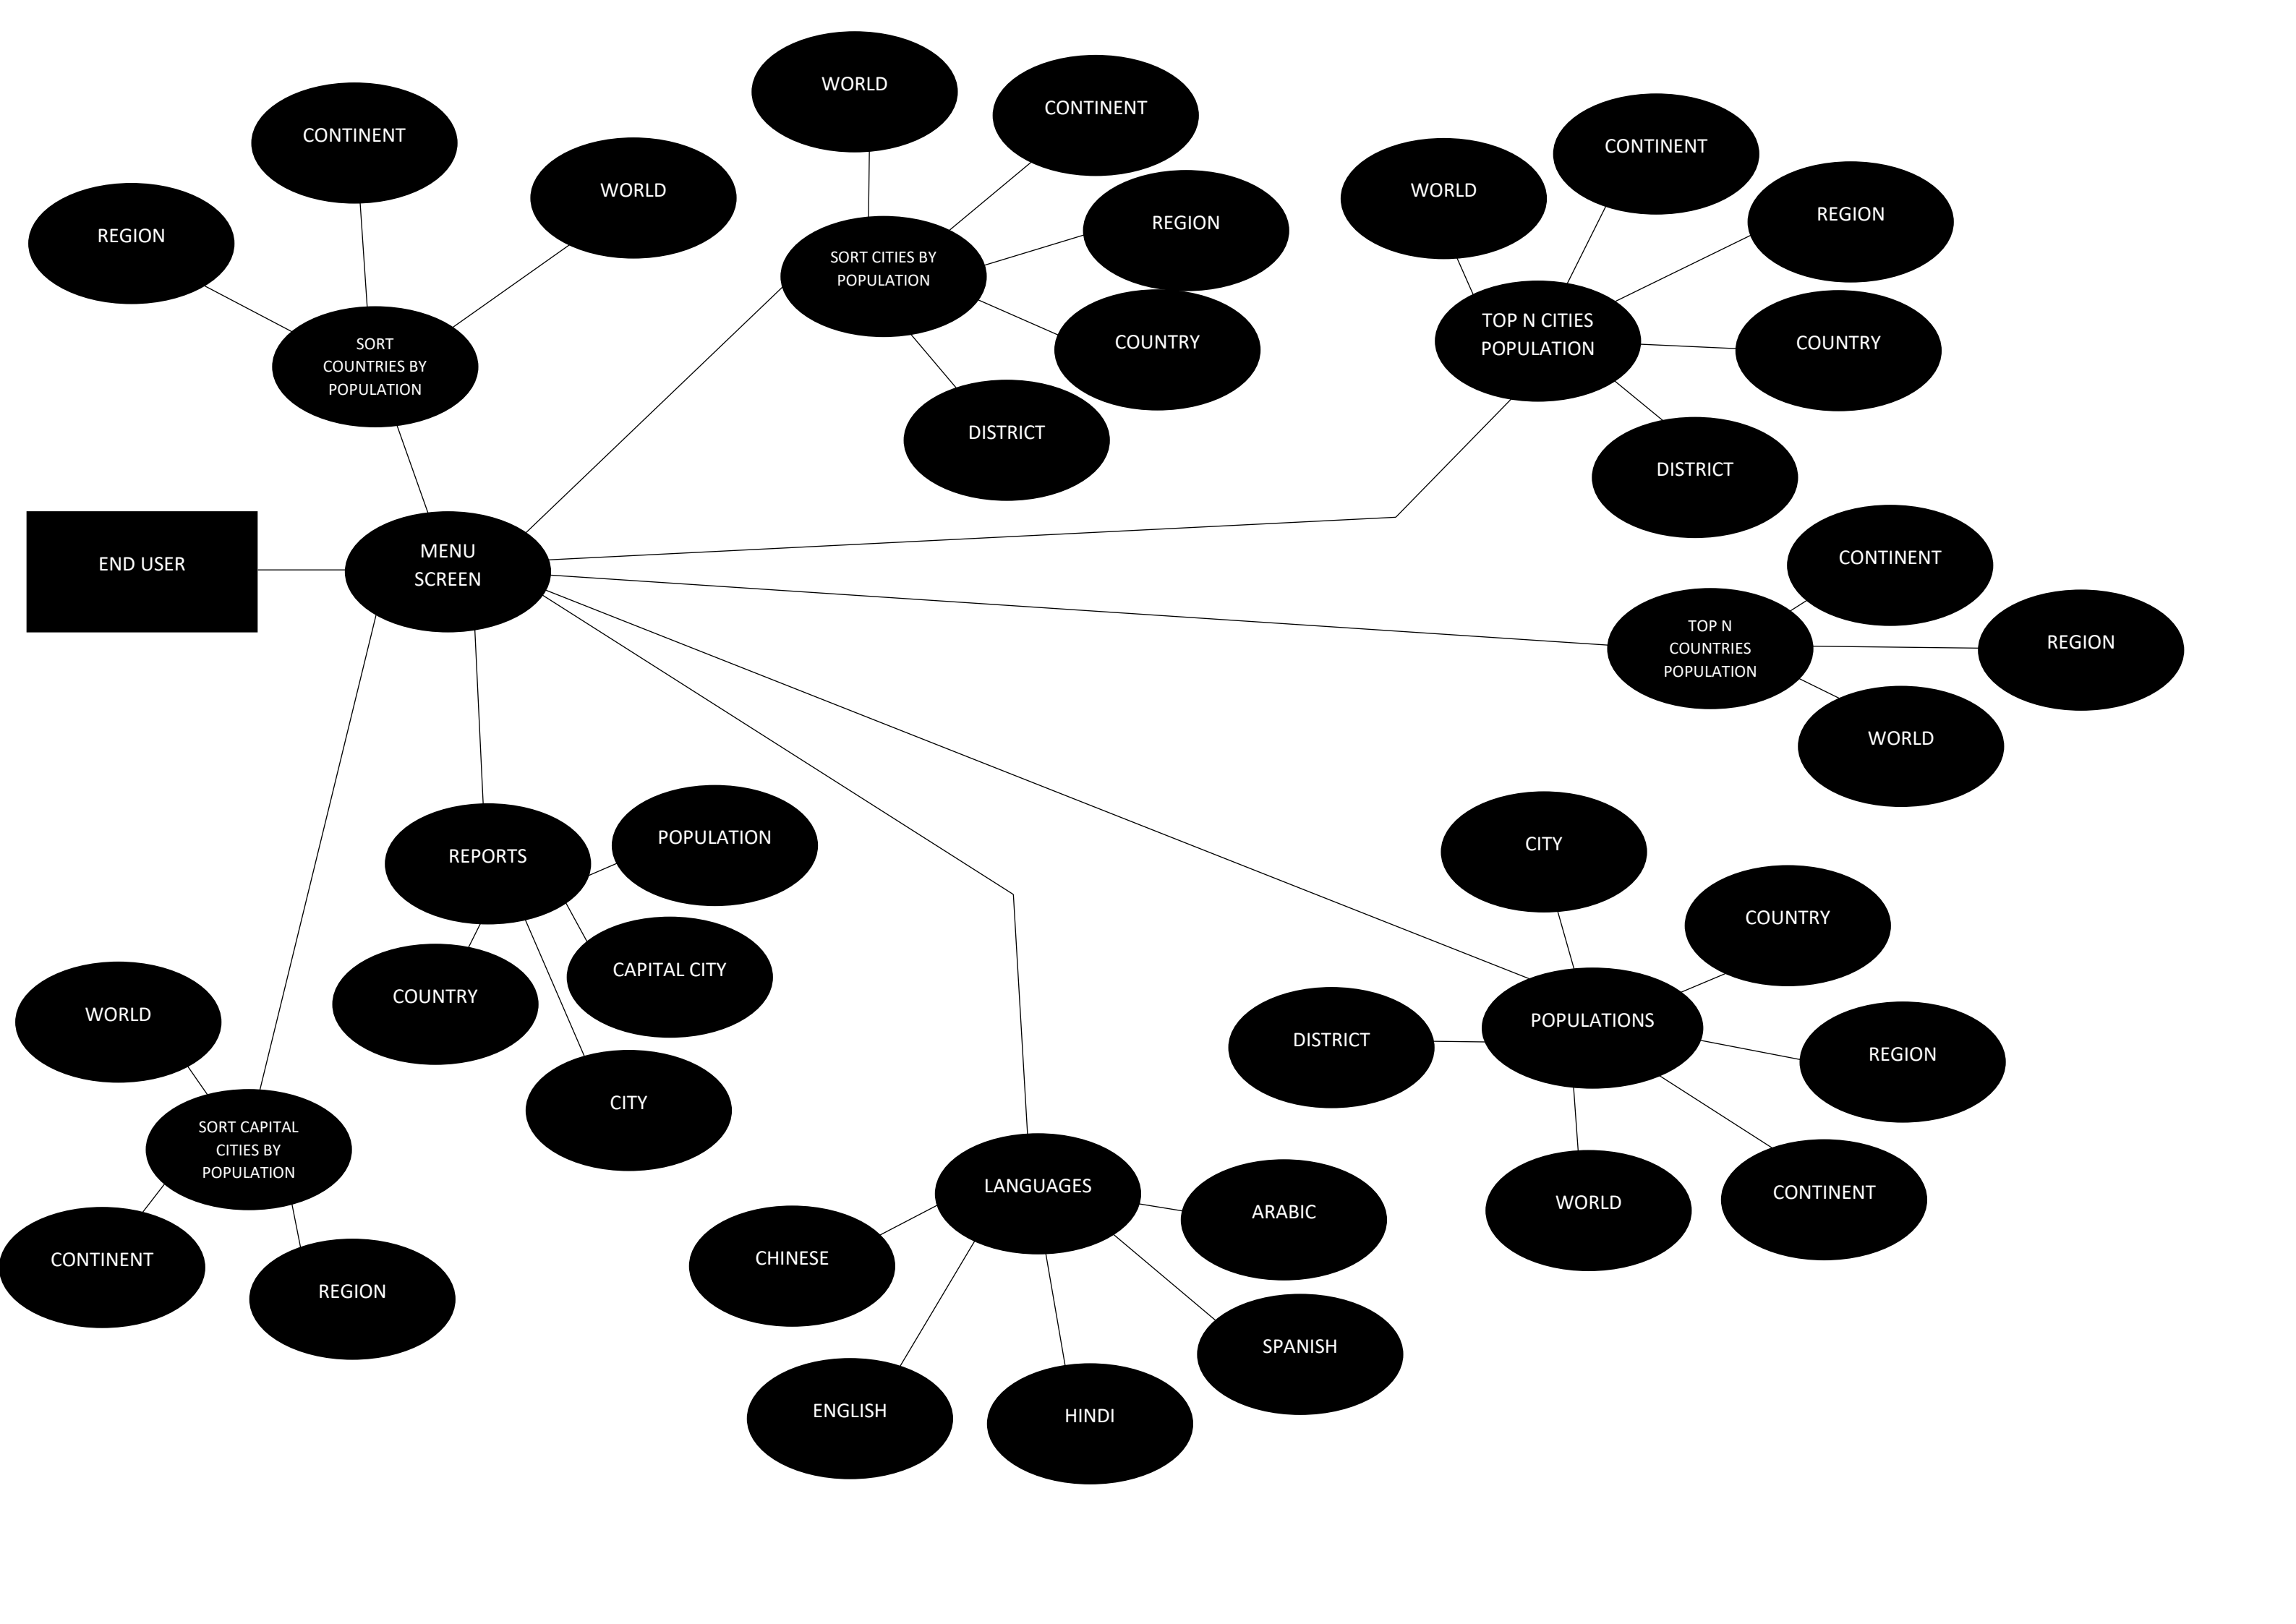 WORLD
CONTINENT
CONTINENT
CONTINENT
WORLD
WORLD
WORLD
REGION
REGION
REGION
REGION
SORT CITIES BY
POPULATION
SORT
COUNTRIES BY
POPULATION
COUNTRY
TOP N CITIES
POPULATION
COUNTRY
DISTRICT
DISTRICT
END USER
MENU
SCREEN
CONTINENT
TOP N
COUNTRIES
POPULATION
REGION
WORLD
REPORTS
POPULATION
CITY
COUNTRY
CAPITAL CITY
COUNTRY
WORLD
POPULATIONS
DISTRICT
REGION
CITY
SORT CAPITAL
CITIES BY
POPULATION
LANGUAGES
ARABIC
WORLD
CONTINENT
CONTINENT
REGION
CHINESE
SPANISH
ENGLISH
HINDI